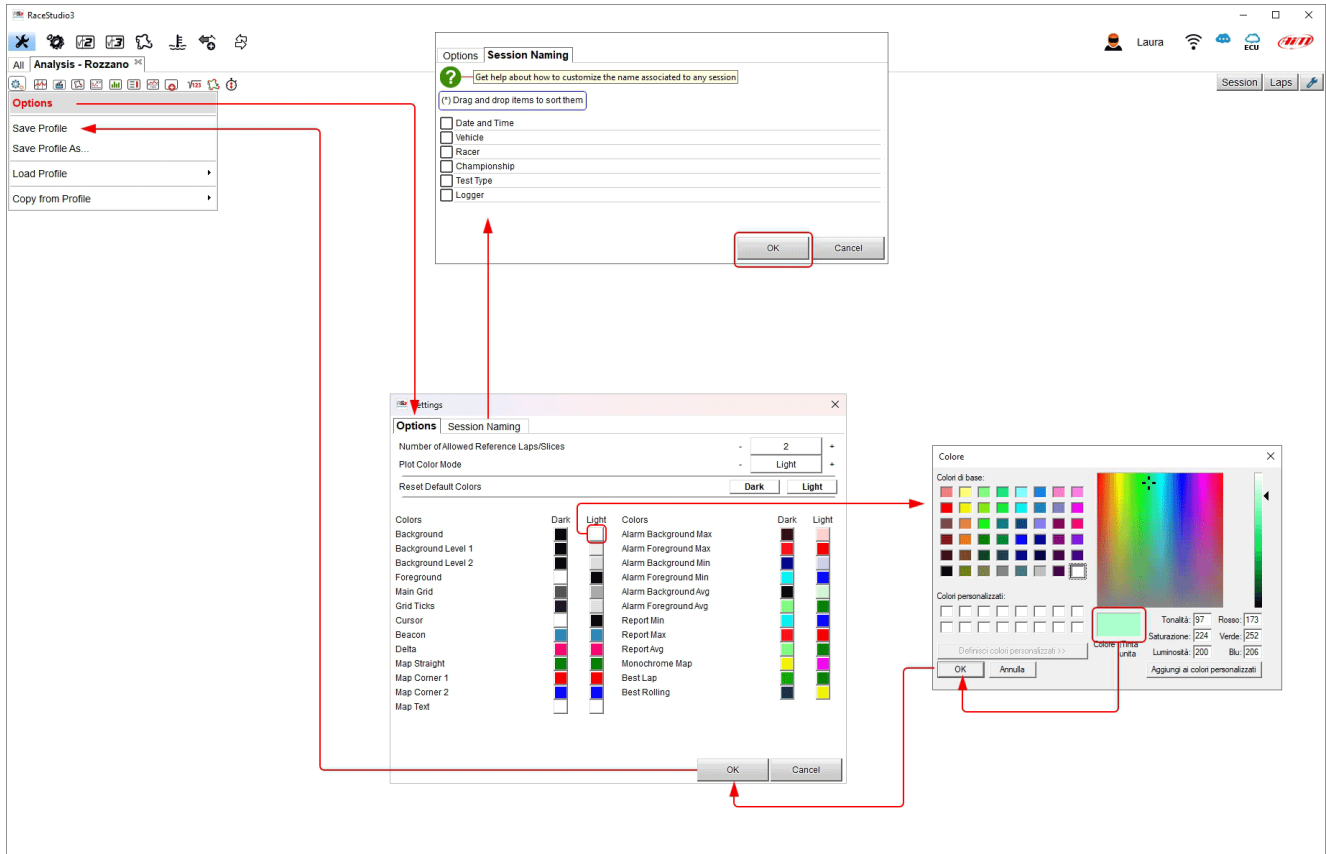 RaceStudio3
Laura
ECU
AiM
All Analysis - Rozzano
Session Laps
Options
Save Profile
Save Profile As...
Load Profile
Copy from Profile
Options Session Naming
Get help about how to customize the name associated to any session
(*) Drag and drop items to sort them
Date and Time
Vehicle
Racer
Championship
Test Type
Logger
OK Cancel
Options Session Naming
Number of Allowed Reference Laps/Slices - 2 +
Plot Color Mode - Light +
Reset Default Colors Dark Light
Colors Dark Light Colors Dark Light
Background Alarm Background Max
Background Level 1 Alarm Foreground Max
Background Level 2 Alarm Background Min
Foreground Alarm Foreground Min
Main Grid Alarm Background Avg
Grid Ticks Alarm Foreground Avg
Cursor Report Min
Beacon Report Max
Delta Report Avg
Map Straight Monochrome Map
Map Corner 1 Best Lap
Map Corner 2 Best Rolling
Map Text
OK Cancel
Colore
Colori di base:
Colori personalizzati:
Definisci colori personalizzati >>
OK Annulla
Colore Tinta unita
Tonalità: 97 Rosso: 173
Saturazione: 224 Verde: 252
Luminosità: 200 Blu: 206
Aggiungi ai colori personalizzati